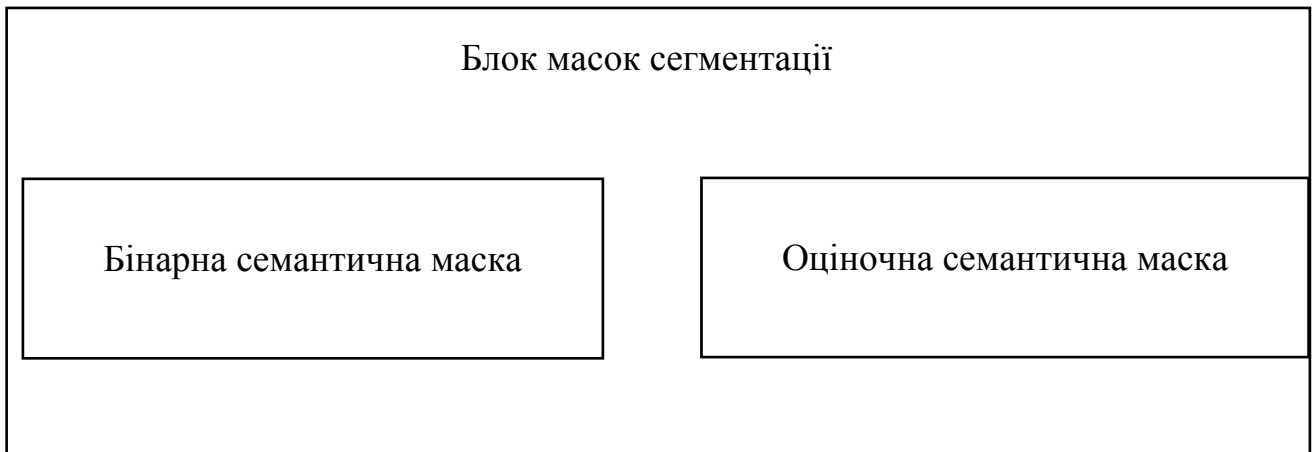 Блок масок сегментації
Бінарна семантична маска
Оціночна семантична маска